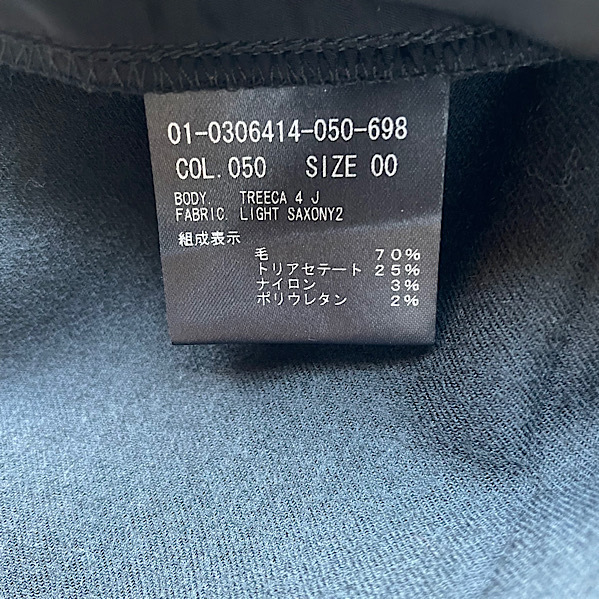 01-0306414-050-698
COL.050 SIZE 00
BODY. TREECA 4 J
FABRIC. LIGHT SAXONY2
組成表示
毛 70%
トリアセテート 25%
ナイロン 3%
ポリウレタン 2%